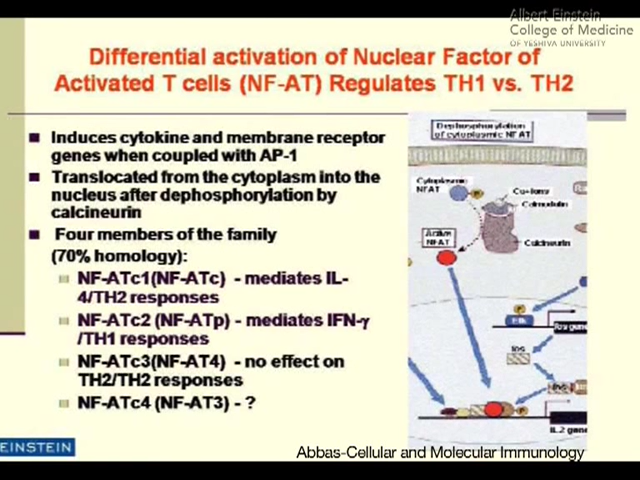 Albert Einstein
College of Medicine
OF YESHIVA UNIVERSITY
Differential activation of Nuclear Factor of
Activated T cells (NF-AT) Regulates TH1 vs. TH2
Induces cytokine and membrane receptor
genes when coupled with AP-1
Translocated from the cytoplasm into the
nucleus after dephosphorylation by
calcineurin
Four members of the family
(70% homology):
NF-ATc1(NF-ATc) - mediates IL-
4/TH2 responses
NF-ATc2 (NF-ATp) - mediates IFN-γ
/TH1 responses
NF-ATc3(NF-AT4) - no effect on
TH2/TH2 responses
NF-ATc4 (NF-AT3) - ?
Dephosphorylation
of cytoplasmic NFAT
Cytoplasmic
NFAT
P
Ca++ions
Calmodulin
Active
NFAT
Calcineurin
P
Elk
fos gene
fos
P
IL2 gene
EINSTEIN
Abbas-Cellular and Molecular Immunology